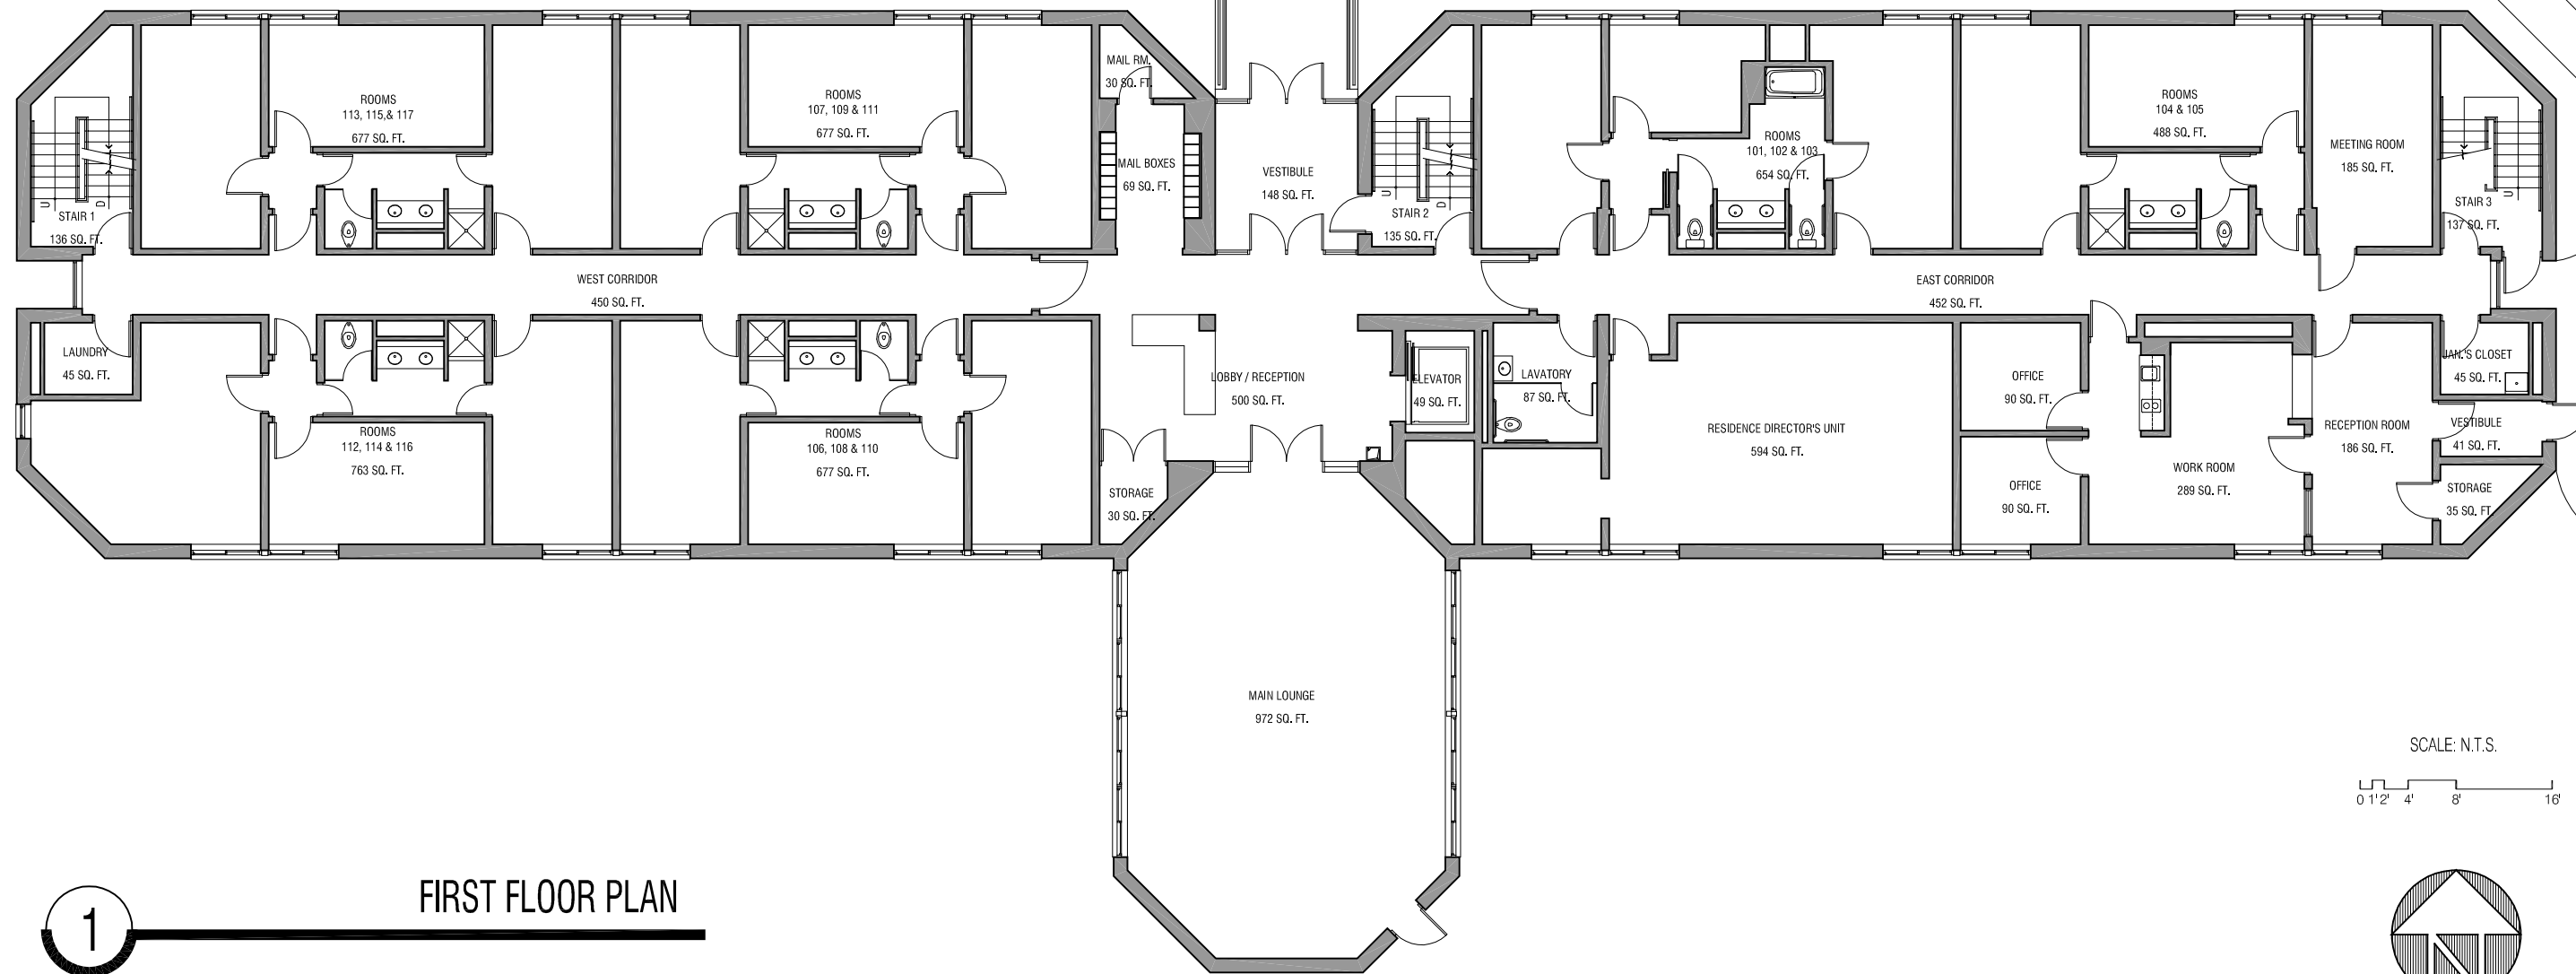 MAIL RM.
30 SQ. FT.
ROOMS
113, 115,& 117
677 SQ. FT.
ROOMS
107, 109 & 111
677 SQ. FT.
MAIL BOXES
69 SQ. FT.
VESTIBULE
148 SQ. FT.
ROOMS
101, 102 & 103
654 SQ. FT.
ROOMS
104 & 105
488 SQ. FT.
MEETING ROOM
185 SQ. FT.
U
D
STAIR 1
136 SQ. FT.
U
D
STAIR 2
135 SQ. FT.
U
STAIR 3
137 SQ. FT.
WEST CORRIDOR
450 SQ. FT.
EAST CORRIDOR
452 SQ. FT.
LAUNDRY
45 SQ. FT.
ROOMS
112, 114 & 116
763 SQ. FT.
ROOMS
106, 108 & 110
677 SQ. FT.
LOBBY / RECEPTION
500 SQ. FT.
ELEVATOR
49 SQ. FT.
LAVATORY
87 SQ. FT.
RESIDENCE DIRECTOR'S UNIT
594 SQ. FT.
OFFICE
90 SQ. FT.
OFFICE
90 SQ. FT.
WORK ROOM
289 SQ. FT.
RECEPTION ROOM
186 SQ. FT.
JAN.'S CLOSET
45 SQ. FT.
VESTIBULE
41 SQ. FT.
STORAGE
35 SQ. FT.
STORAGE
30 SQ. FT.
MAIN LOUNGE
972 SQ. FT.
SCALE: N.T.S.
0 1'2' 4' 8' 16'
1
FIRST FLOOR PLAN
N